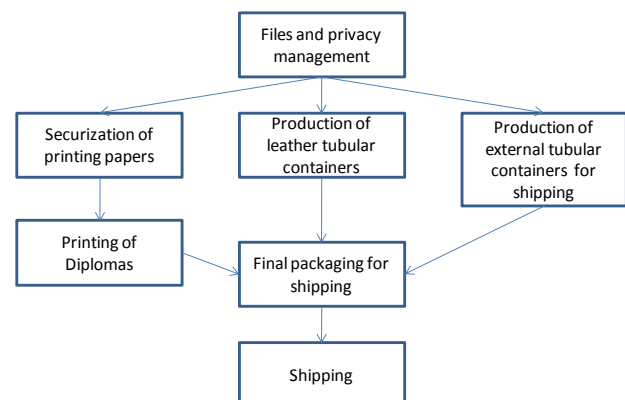 Files and privacy
management
Securization of
printing papers
Production of
leather tubular
containers
Production of
external tubular
containers for
shipping
Printing of
Diplomas
Final packaging for
shipping
Shipping